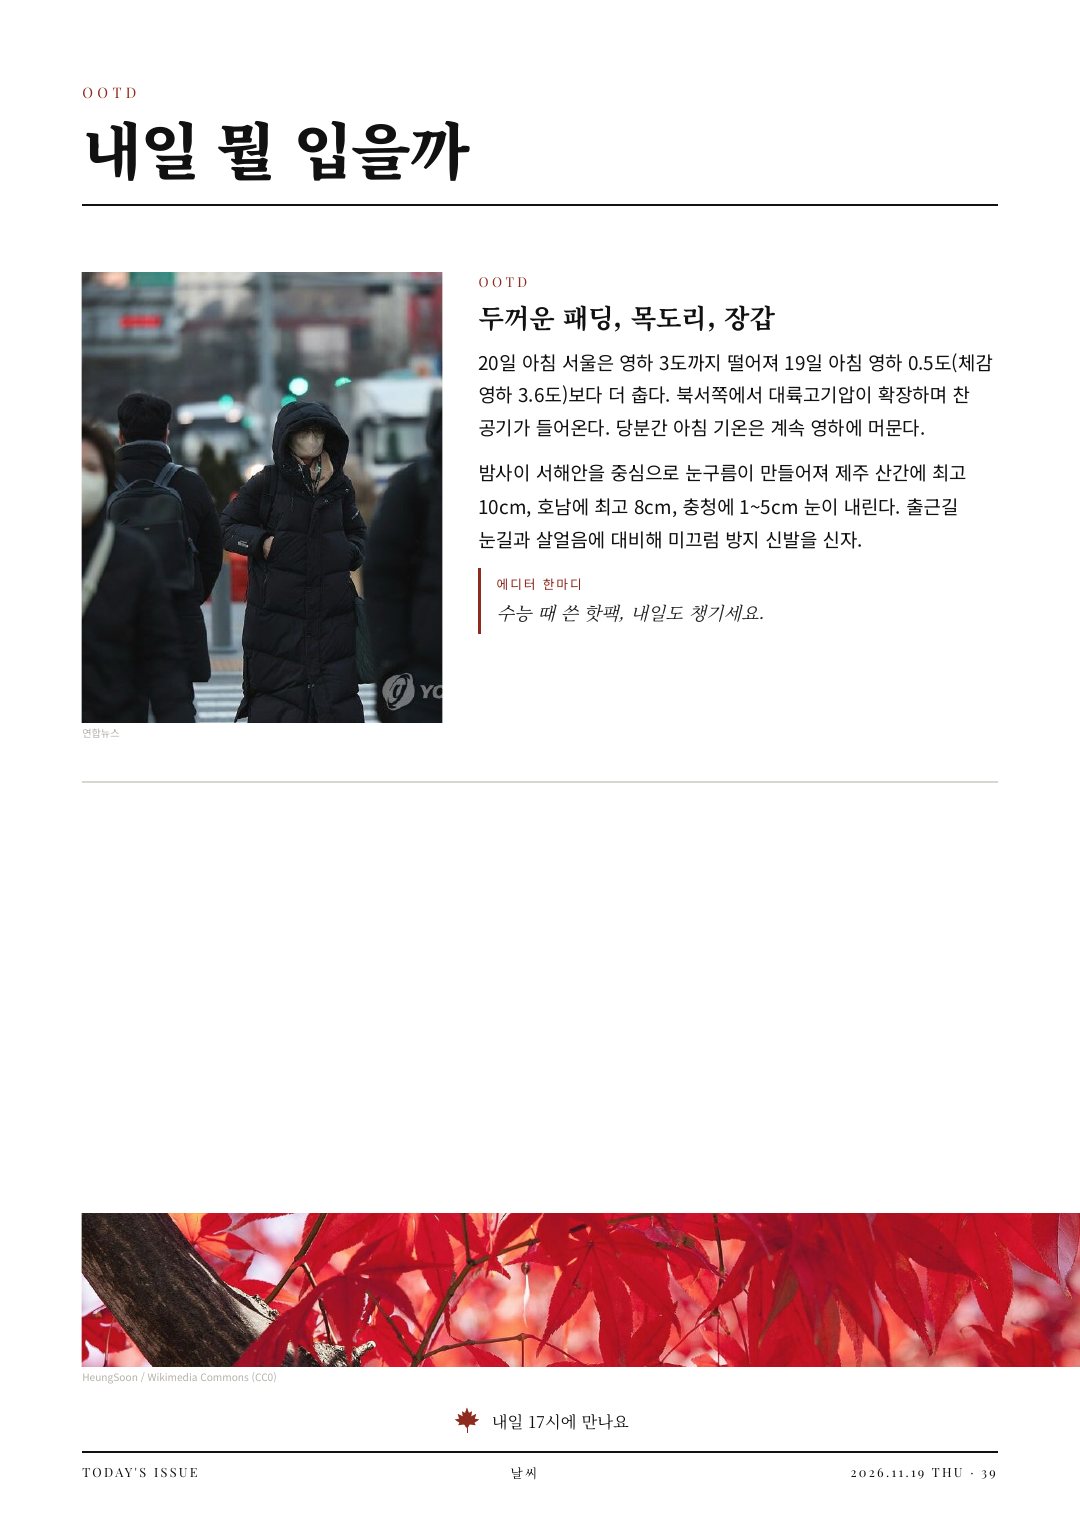 OOTD
내일 뭘 입을까
OOTD
두꺼운 패딩, 목도리, 장갑
20일 아침 서울은 영하 3도까지 떨어져 19일 아침 영하 0.5도(체감
영하 3.6도)보다 더 춥다. 북서쪽에서 대륙고기압이 확장하며 찬
공기가 들어온다. 당분간 아침 기온은 계속 영하에 머문다.
밤사이 서해안을 중심으로 눈구름이 만들어져 제주 산간에 최고
10cm, 호남에 최고 8cm, 충청에 1~5cm 눈이 내린다. 출근길
눈길과 살얼음에 대비해 미끄럼 방지 신발을 신자.
에디터 한마디
수능 때 쓴 핫팩, 내일도 챙기세요.
YO
연합뉴스
HeungSoon / Wikimedia Commons (CC0)
내일 17시에 만나요
TODAY'S ISSUE
날씨
2026.11.19 THU · 39